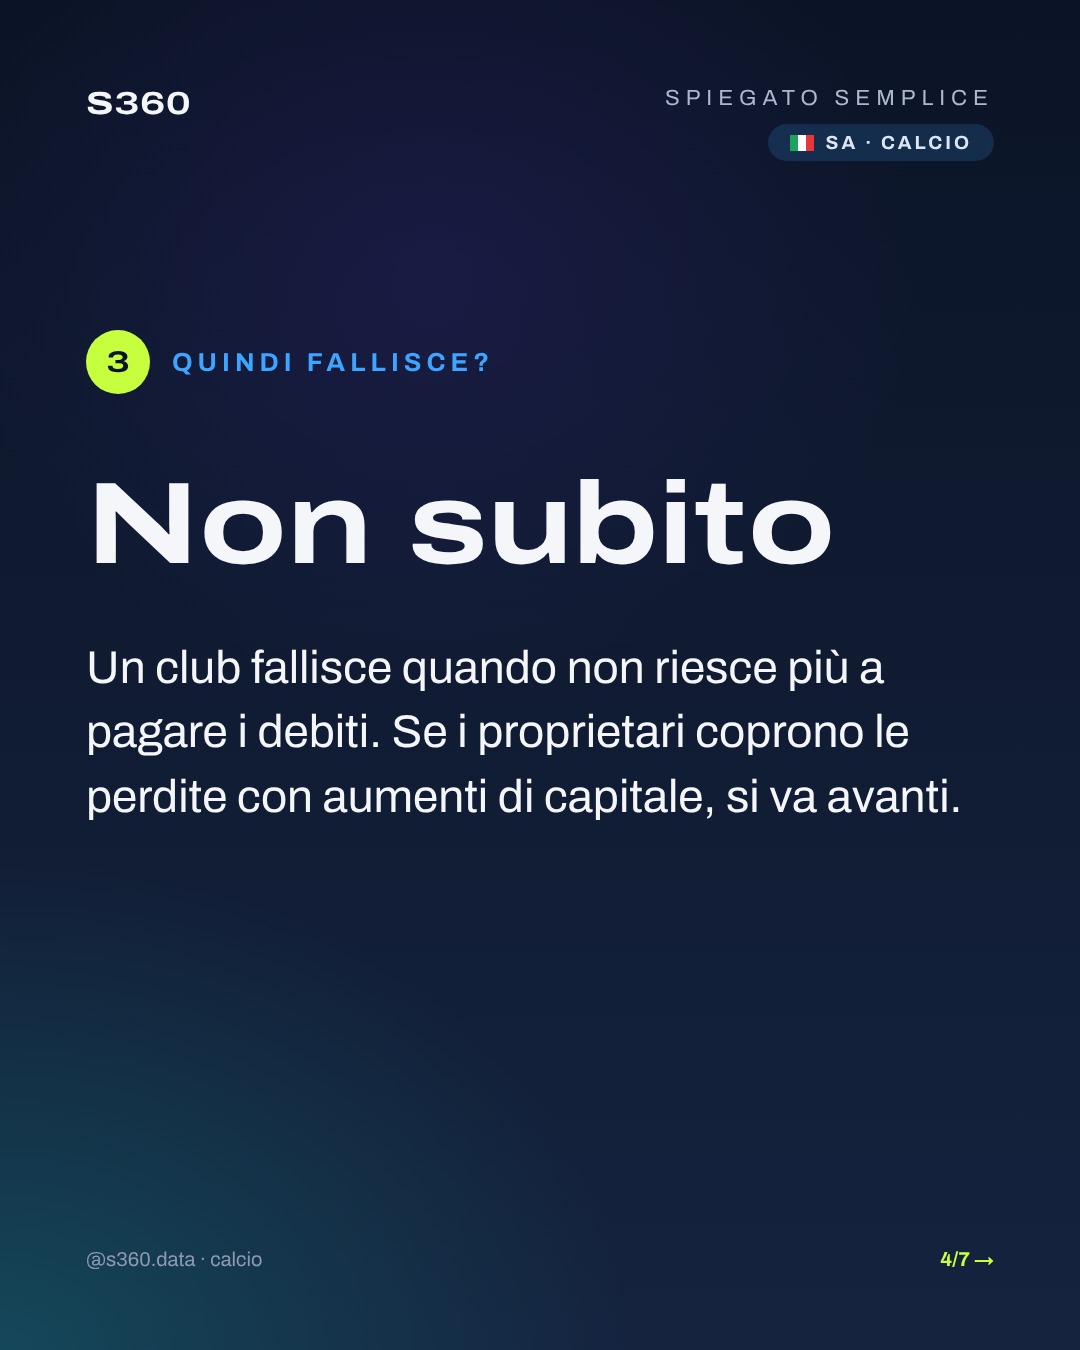 S360
SPIEGATO SEMPLICE
SA · CALCIO
3
QUINDI FALLISCE?
Non subito
Un club fallisce quando non riesce più a
pagare i debiti. Se i proprietari coprono le
perdite con aumenti di capitale, si va avanti.
@s360.data · calcio
4/7 →